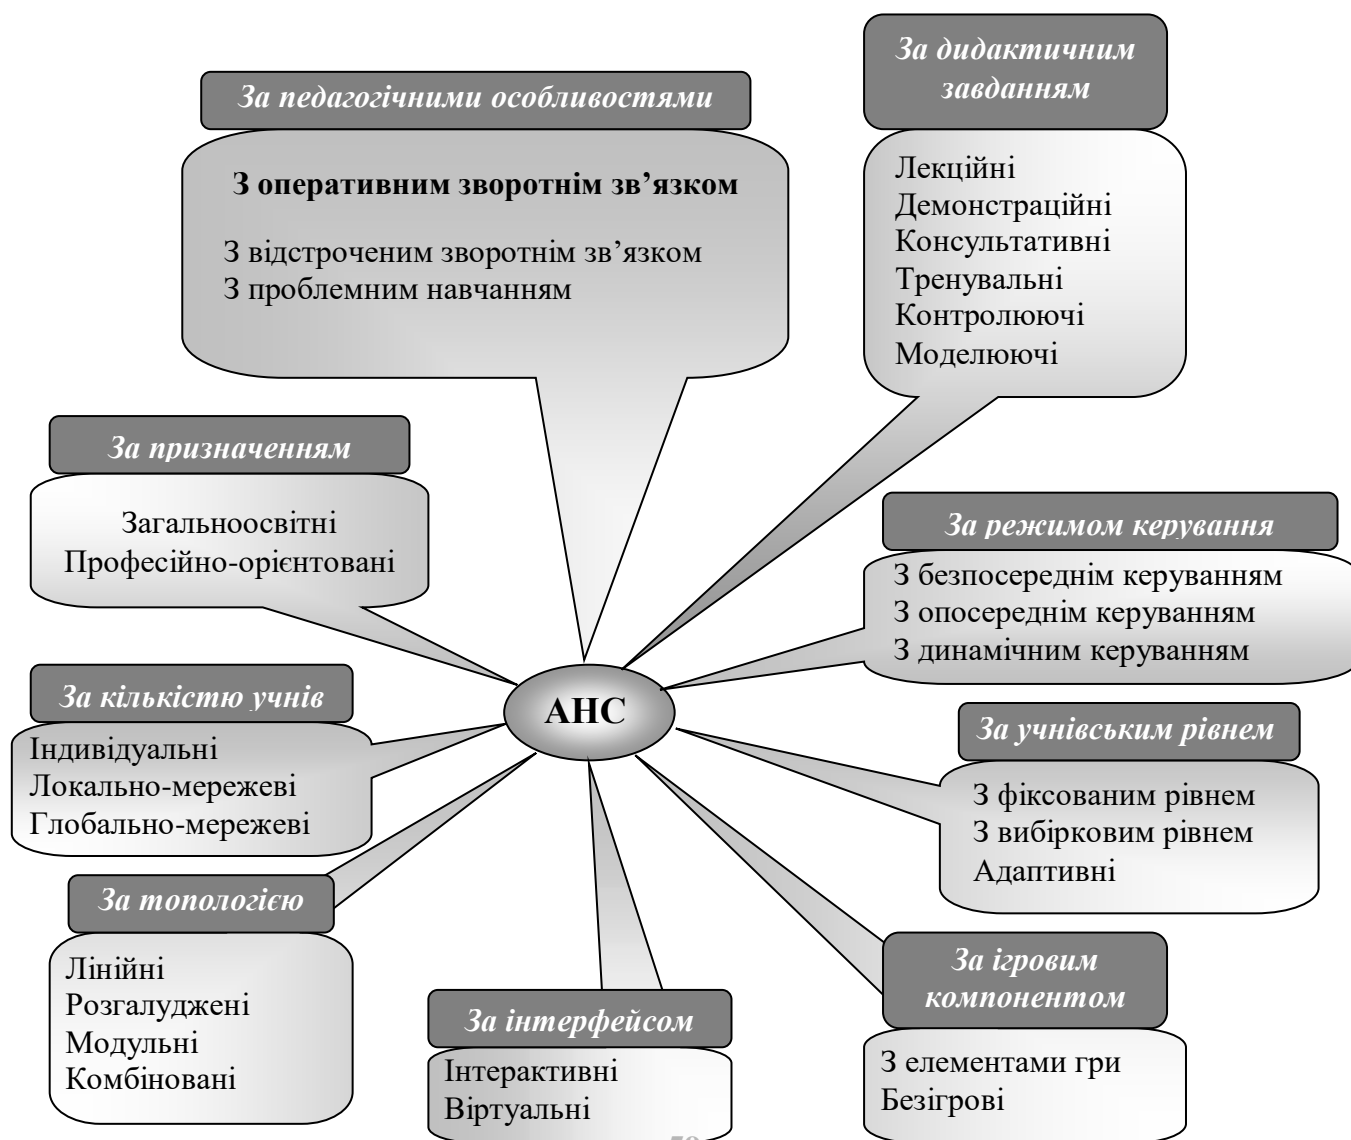 За педагогічними особливостями
З оперативним зворотнім зв’язком
З відстроченим зворотнім зв’язком
З проблемним навчанням
За дидактичним
завданням
Лекційні
Демонстраційні
Консультативні
Тренувальні
Контролюючі
Моделюючі
За призначенням
Загальноосвітні
Професійно-орієнтовані
За режимом керування
З безпосереднім керуванням
З опосереднім керуванням
З динамічним керуванням
За кількістю учнів
Індивідуальні
Локально-мережеві
Глобально-мережеві
АНС
За учнівським рівнем
З фіксованим рівнем
З вибірковим рівнем
Адаптивні
За топологією
Лінійні
Розгалуджені
Модульні
Комбіновані
За інтерфейсом
Інтерактивні
Віртуальні
За ігровим
компонентом
З елементами гри
Безігрові